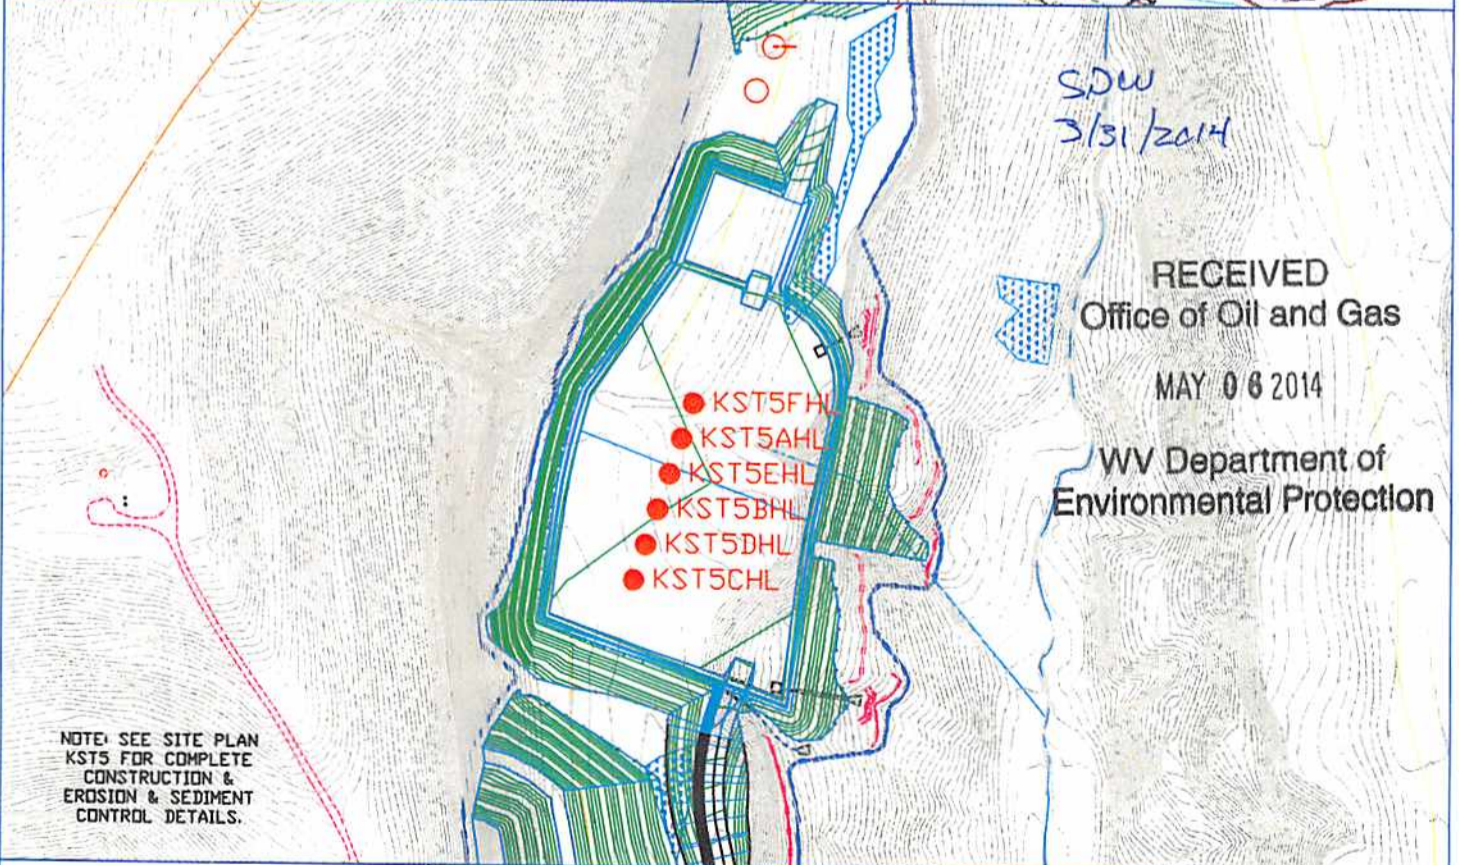 SDW
3/31/2014
RECEIVED
Office of Oil and Gas
MAY 06 2014
WV Department of
Environmental Protection
KST5FHL
KST5AHL
KST5EHL
KST5BHL
KST5DHL
KST5CHL
NOTE: SEE SITE PLAN
KST5 FOR COMPLETE
CONSTRUCTION &
EROSION & SEDIMENT
CONTROL DETAILS.